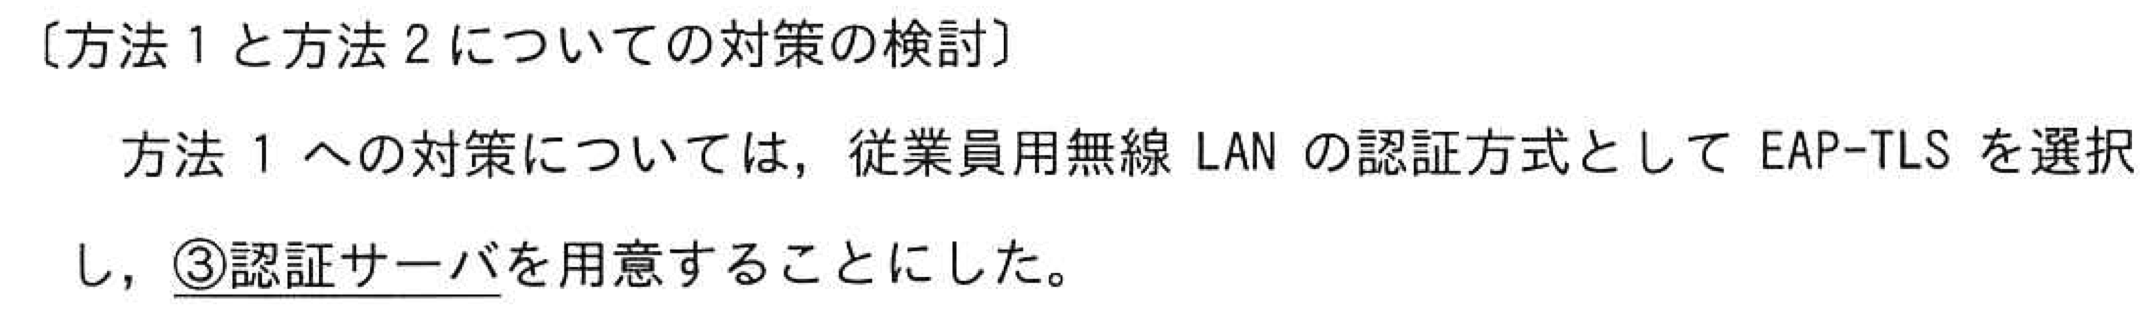 〔方法1と方法2についての対策の検討〕
方法 1 への対策については，従業員用無線 LAN の認証方式として EAP-TLS を選択
し，③認証サーバを用意することにした。